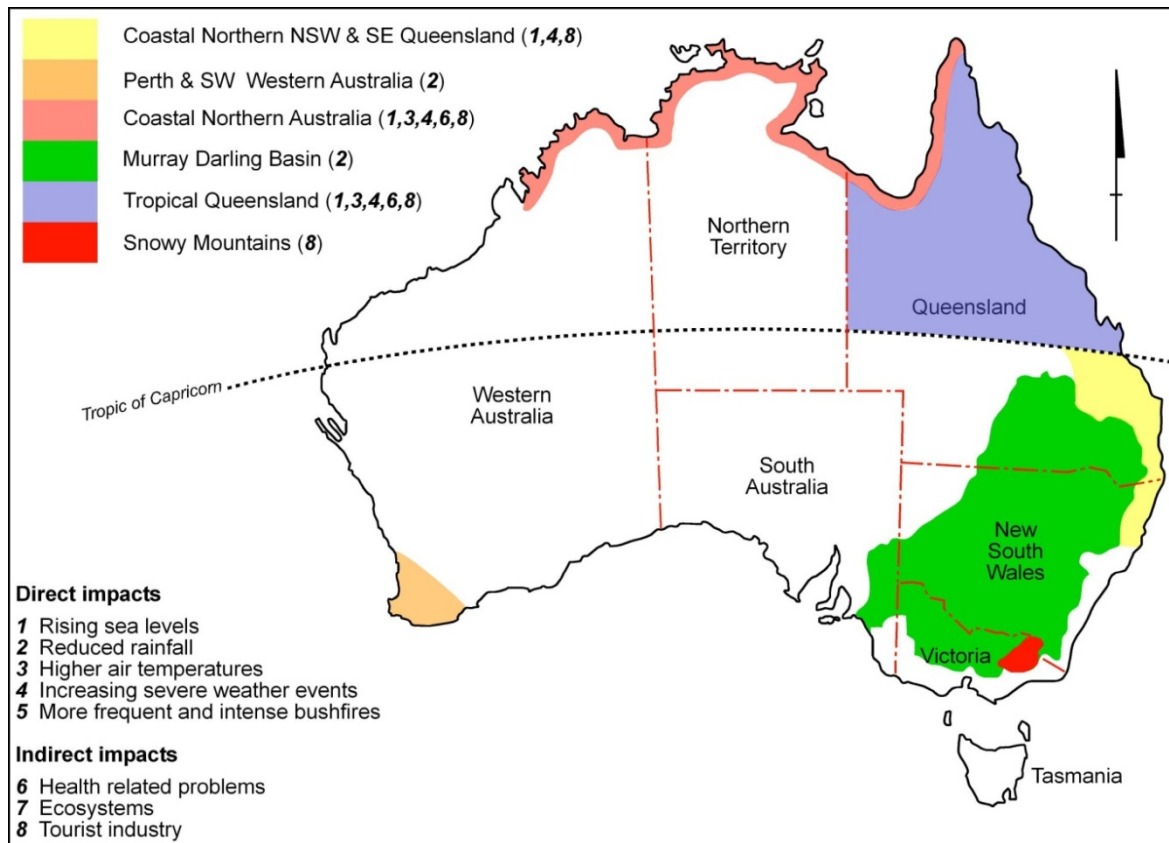 Coastal Northern NSW & SE Queensland (1,4,8)
Perth & SW Western Australia (2)
Coastal Northern Australia (1,3,4,6,8)
Murray Darling Basin (2)
Tropical Queensland (1,3,4,6,8)
Snowy Mountains (8)
Northern
Territory
Queensland
Tropic of Capricorn
Western
Australia
South
Australia
New
South
Wales
Victoria
Tasmania
Direct impacts
1 Rising sea levels
2 Reduced rainfall
3 Higher air temperatures
4 Increasing severe weather events
5 More frequent and intense bushfires
Indirect impacts
6 Health related problems
7 Ecosystems
8 Tourist industry